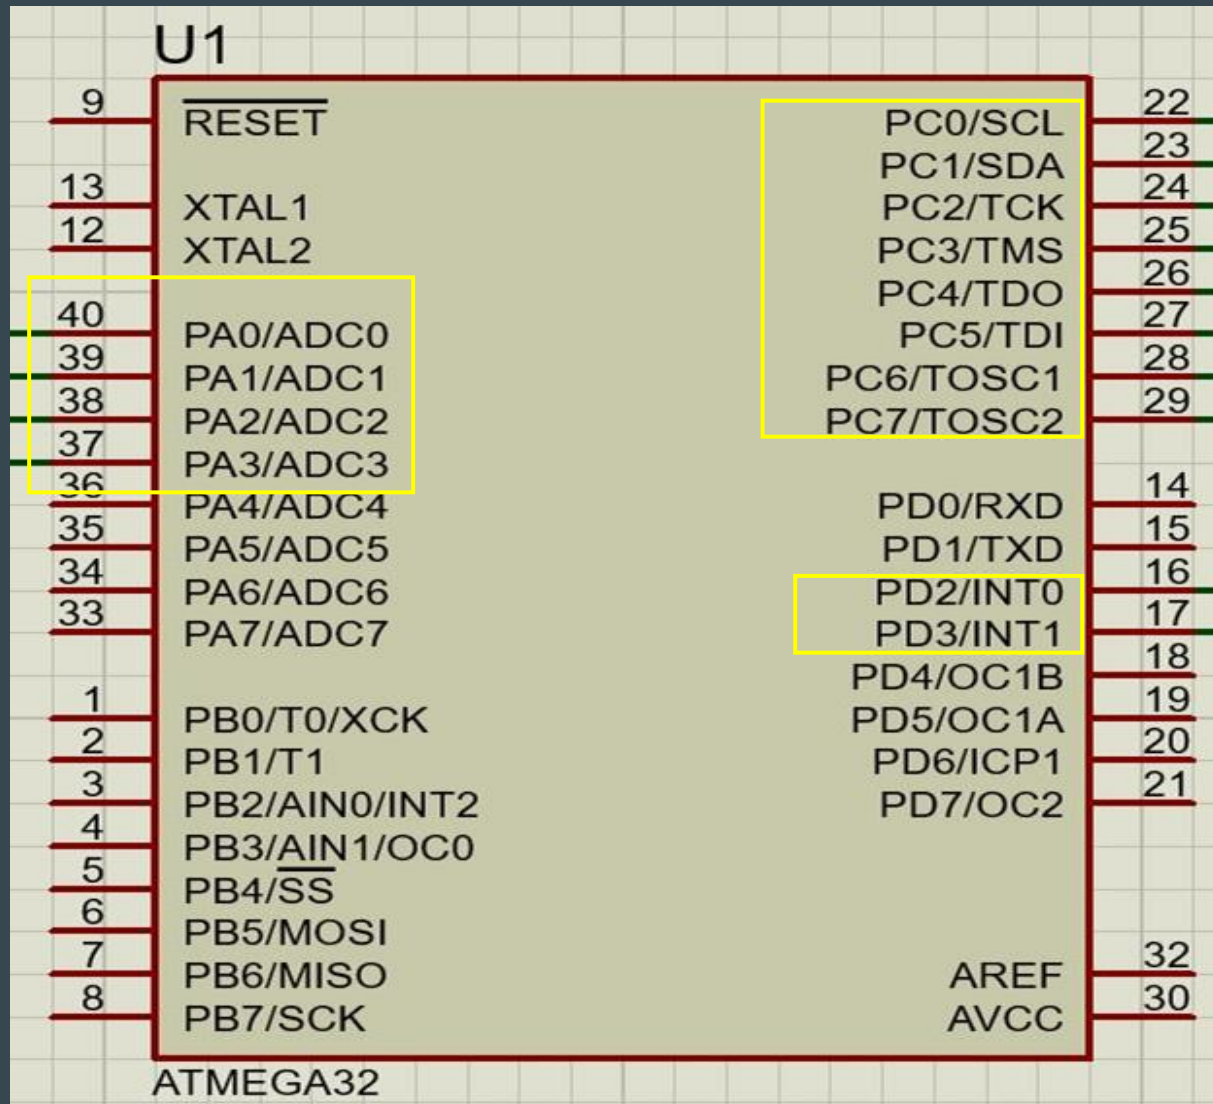 U1
9 RESET
13 XTAL1
12 XTAL2
40 PA0/ADC0
39 PA1/ADC1
38 PA2/ADC2
37 PA3/ADC3
36 PA4/ADC4
35 PA5/ADC5
34 PA6/ADC6
33 PA7/ADC7
1 PB0/T0/XCK
2 PB1/T1
3 PB2/AIN0/INT2
4 PB3/AIN1/OC0
5 PB4/SS
6 PB5/MOSI
7 PB6/MISO
8 PB7/SCK
PC0/SCL 22
PC1/SDA 23
PC2/TCK 24
PC3/TMS 25
PC4/TDO 26
PC5/TDI 27
PC6/TOSC1 28
PC7/TOSC2 29
PD0/RXD 14
PD1/TXD 15
PD2/INT0 16
PD3/INT1 17
PD4/OC1B 18
PD5/OC1A 19
PD6/ICP1 20
PD7/OC2 21
AREF 32
AVCC 30
ATMEGA32